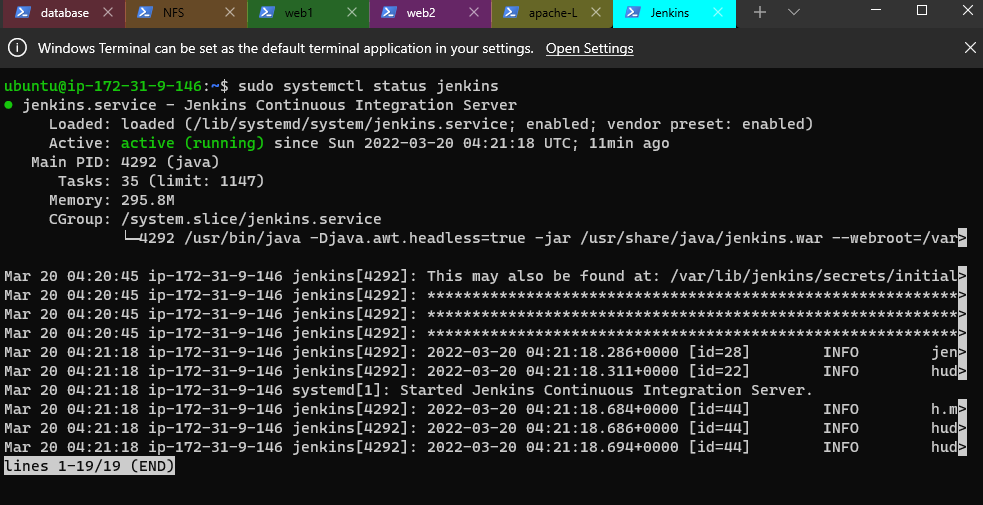 database NFS web1 web2 apache-L Jenkins
Windows Terminal can be set as the default terminal application in your settings. Open Settings
ubuntu@ip-172-31-9-146:~$ sudo systemctl status jenkins
● jenkins.service - Jenkins Continuous Integration Server
Loaded: loaded (/lib/systemd/system/jenkins.service; enabled; vendor preset: enabled)
Active: active (running) since Sun 2022-03-20 04:21:18 UTC; 11min ago
Main PID: 4292 (java)
Tasks: 35 (limit: 1147)
Memory: 295.8M
CGroup: /system.slice/jenkins.service
└─4292 /usr/bin/java -Djava.awt.headless=true -jar /usr/share/java/jenkins.war --webroot=/var>
Mar 20 04:20:45 ip-172-31-9-146 jenkins[4292]: This may also be found at: /var/lib/jenkins/secrets/initial>
Mar 20 04:20:45 ip-172-31-9-146 jenkins[4292]: ***********************************************************>
Mar 20 04:20:45 ip-172-31-9-146 jenkins[4292]: ***********************************************************>
Mar 20 04:20:45 ip-172-31-9-146 jenkins[4292]: ***********************************************************>
Mar 20 04:21:18 ip-172-31-9-146 jenkins[4292]: 2022-03-20 04:21:18.286+0000 [id=28] INFO jen>
Mar 20 04:21:18 ip-172-31-9-146 jenkins[4292]: 2022-03-20 04:21:18.311+0000 [id=22] INFO hud>
Mar 20 04:21:18 ip-172-31-9-146 systemd[1]: Started Jenkins Continuous Integration Server.
Mar 20 04:21:18 ip-172-31-9-146 jenkins[4292]: 2022-03-20 04:21:18.684+0000 [id=44] INFO h.m>
Mar 20 04:21:18 ip-172-31-9-146 jenkins[4292]: 2022-03-20 04:21:18.686+0000 [id=44] INFO hud>
Mar 20 04:21:18 ip-172-31-9-146 jenkins[4292]: 2022-03-20 04:21:18.694+0000 [id=44] INFO hud>
lines 1-19/19 (END)